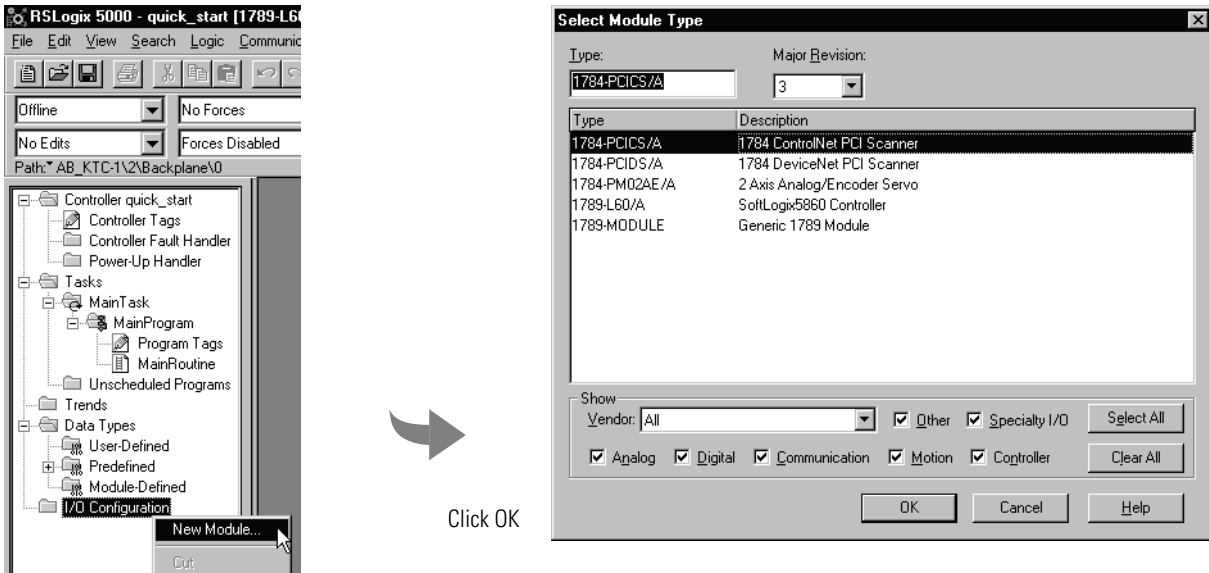 RSLogix 5000 - quick_start [1789-L60
File Edit View Search Logic Communic
Offline No Forces
No Edits Forces Disabled
Path: AB_KTC-1\2\Backplane\0
Controller quick_start
Controller Tags
Controller Fault Handler
Power-Up Handler
Tasks
MainTask
MainProgram
Program Tags
MainRoutine
Unscheduled Programs
Trends
Data Types
User-Defined
Predefined
Module-Defined
I/O Configuration
New Module...
Cut
Click OK
Select Module Type
Type: Major Revision:
1784-PCICS/A 3
Type Description
1784-PCICS/A 1784 ControlNet PCI Scanner
1784-PCIDS/A 1784 DeviceNet PCI Scanner
1784-PM02AE/A 2 Axis Analog/Encoder Servo
1789-L60/A SoftLogix5860 Controller
1789-MODULE Generic 1789 Module
Show
Vendor: All Other Specialty I/O Select All
Analog Digital Communication Motion Controller Clear All
OK Cancel Help